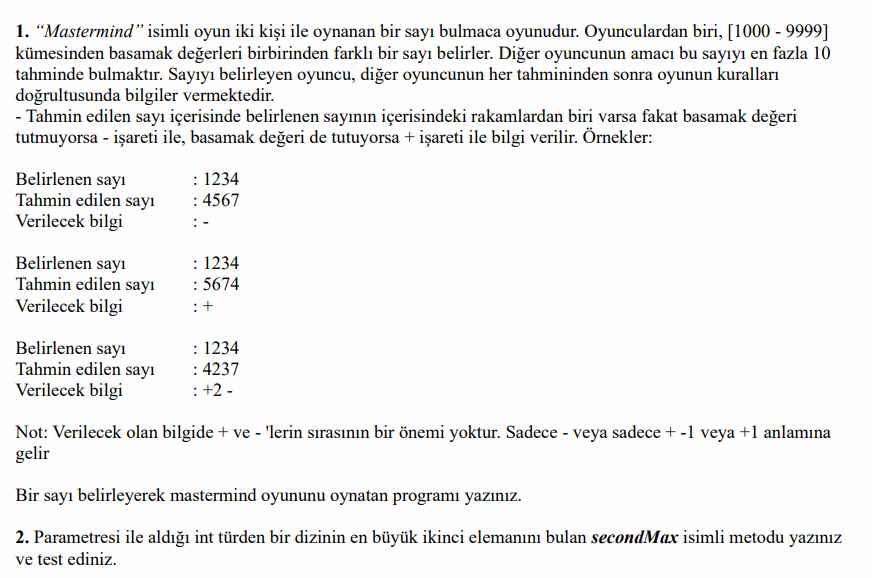 1. “Mastermind” isimli oyun iki kişi ile oynanan bir sayı bulmaca oyunudur. Oyunculardan biri, [1000 - 9999]
kümesinden basamak değerleri birbirinden farklı bir sayı belirler. Diğer oyuncunun amacı bu sayıyı en fazla 10
tahminde bulmaktır. Sayıyı belirleyen oyuncu, diğer oyuncunun her tahmininden sonra oyunun kuralları
doğrultusunda bilgiler vermektedir.
- Tahmin edilen sayı içerisinde belirlenen sayının içerisindeki rakamlardan biri varsa fakat basamak değeri
tutmuyorsa - işareti ile, basamak değeri de tutuyorsa + işareti ile bilgi verilir. Örnekler:
Belirlenen sayı : 1234
Tahmin edilen sayı : 4567
Verilecek bilgi : -
Belirlenen sayı : 1234
Tahmin edilen sayı : 5674
Verilecek bilgi : +
Belirlenen sayı : 1234
Tahmin edilen sayı : 4237
Verilecek bilgi : +2 -
Not: Verilecek olan bilgide + ve - 'lerin sırasının bir önemi yoktur. Sadece - veya sadece + -1 veya +1 anlamına
gelir
Bir sayı belirleyerek mastermind oyununu oynatan programı yazınız.
2. Parametresi ile aldığı int türden bir dizinin en büyük ikinci elemanını bulan secondMax isimli metodu yazınız
ve test ediniz.